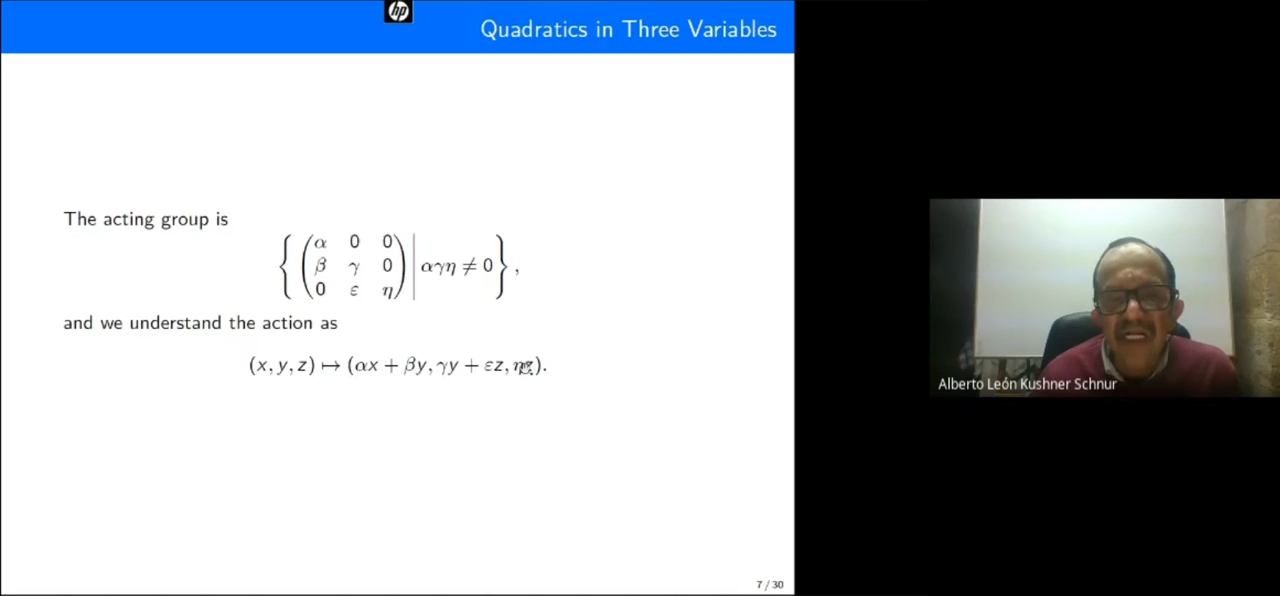 hp
Quadratics in Three Variables
The acting group is
{ ( α 0 0
β γ 0
0 ε η ) | αγη ≠ 0 } ,
and we understand the action as
(x, y, z) ↦ (αx + βy, γy + εz, ηz).
Alberto León Kushner Schnur
7 / 30